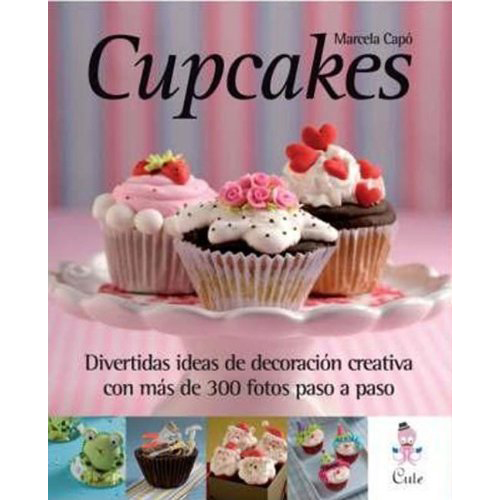 Marcela Capó
Cupcakes
Divertidas ideas de decoración creativa
con más de 300 fotos paso a paso
Cute